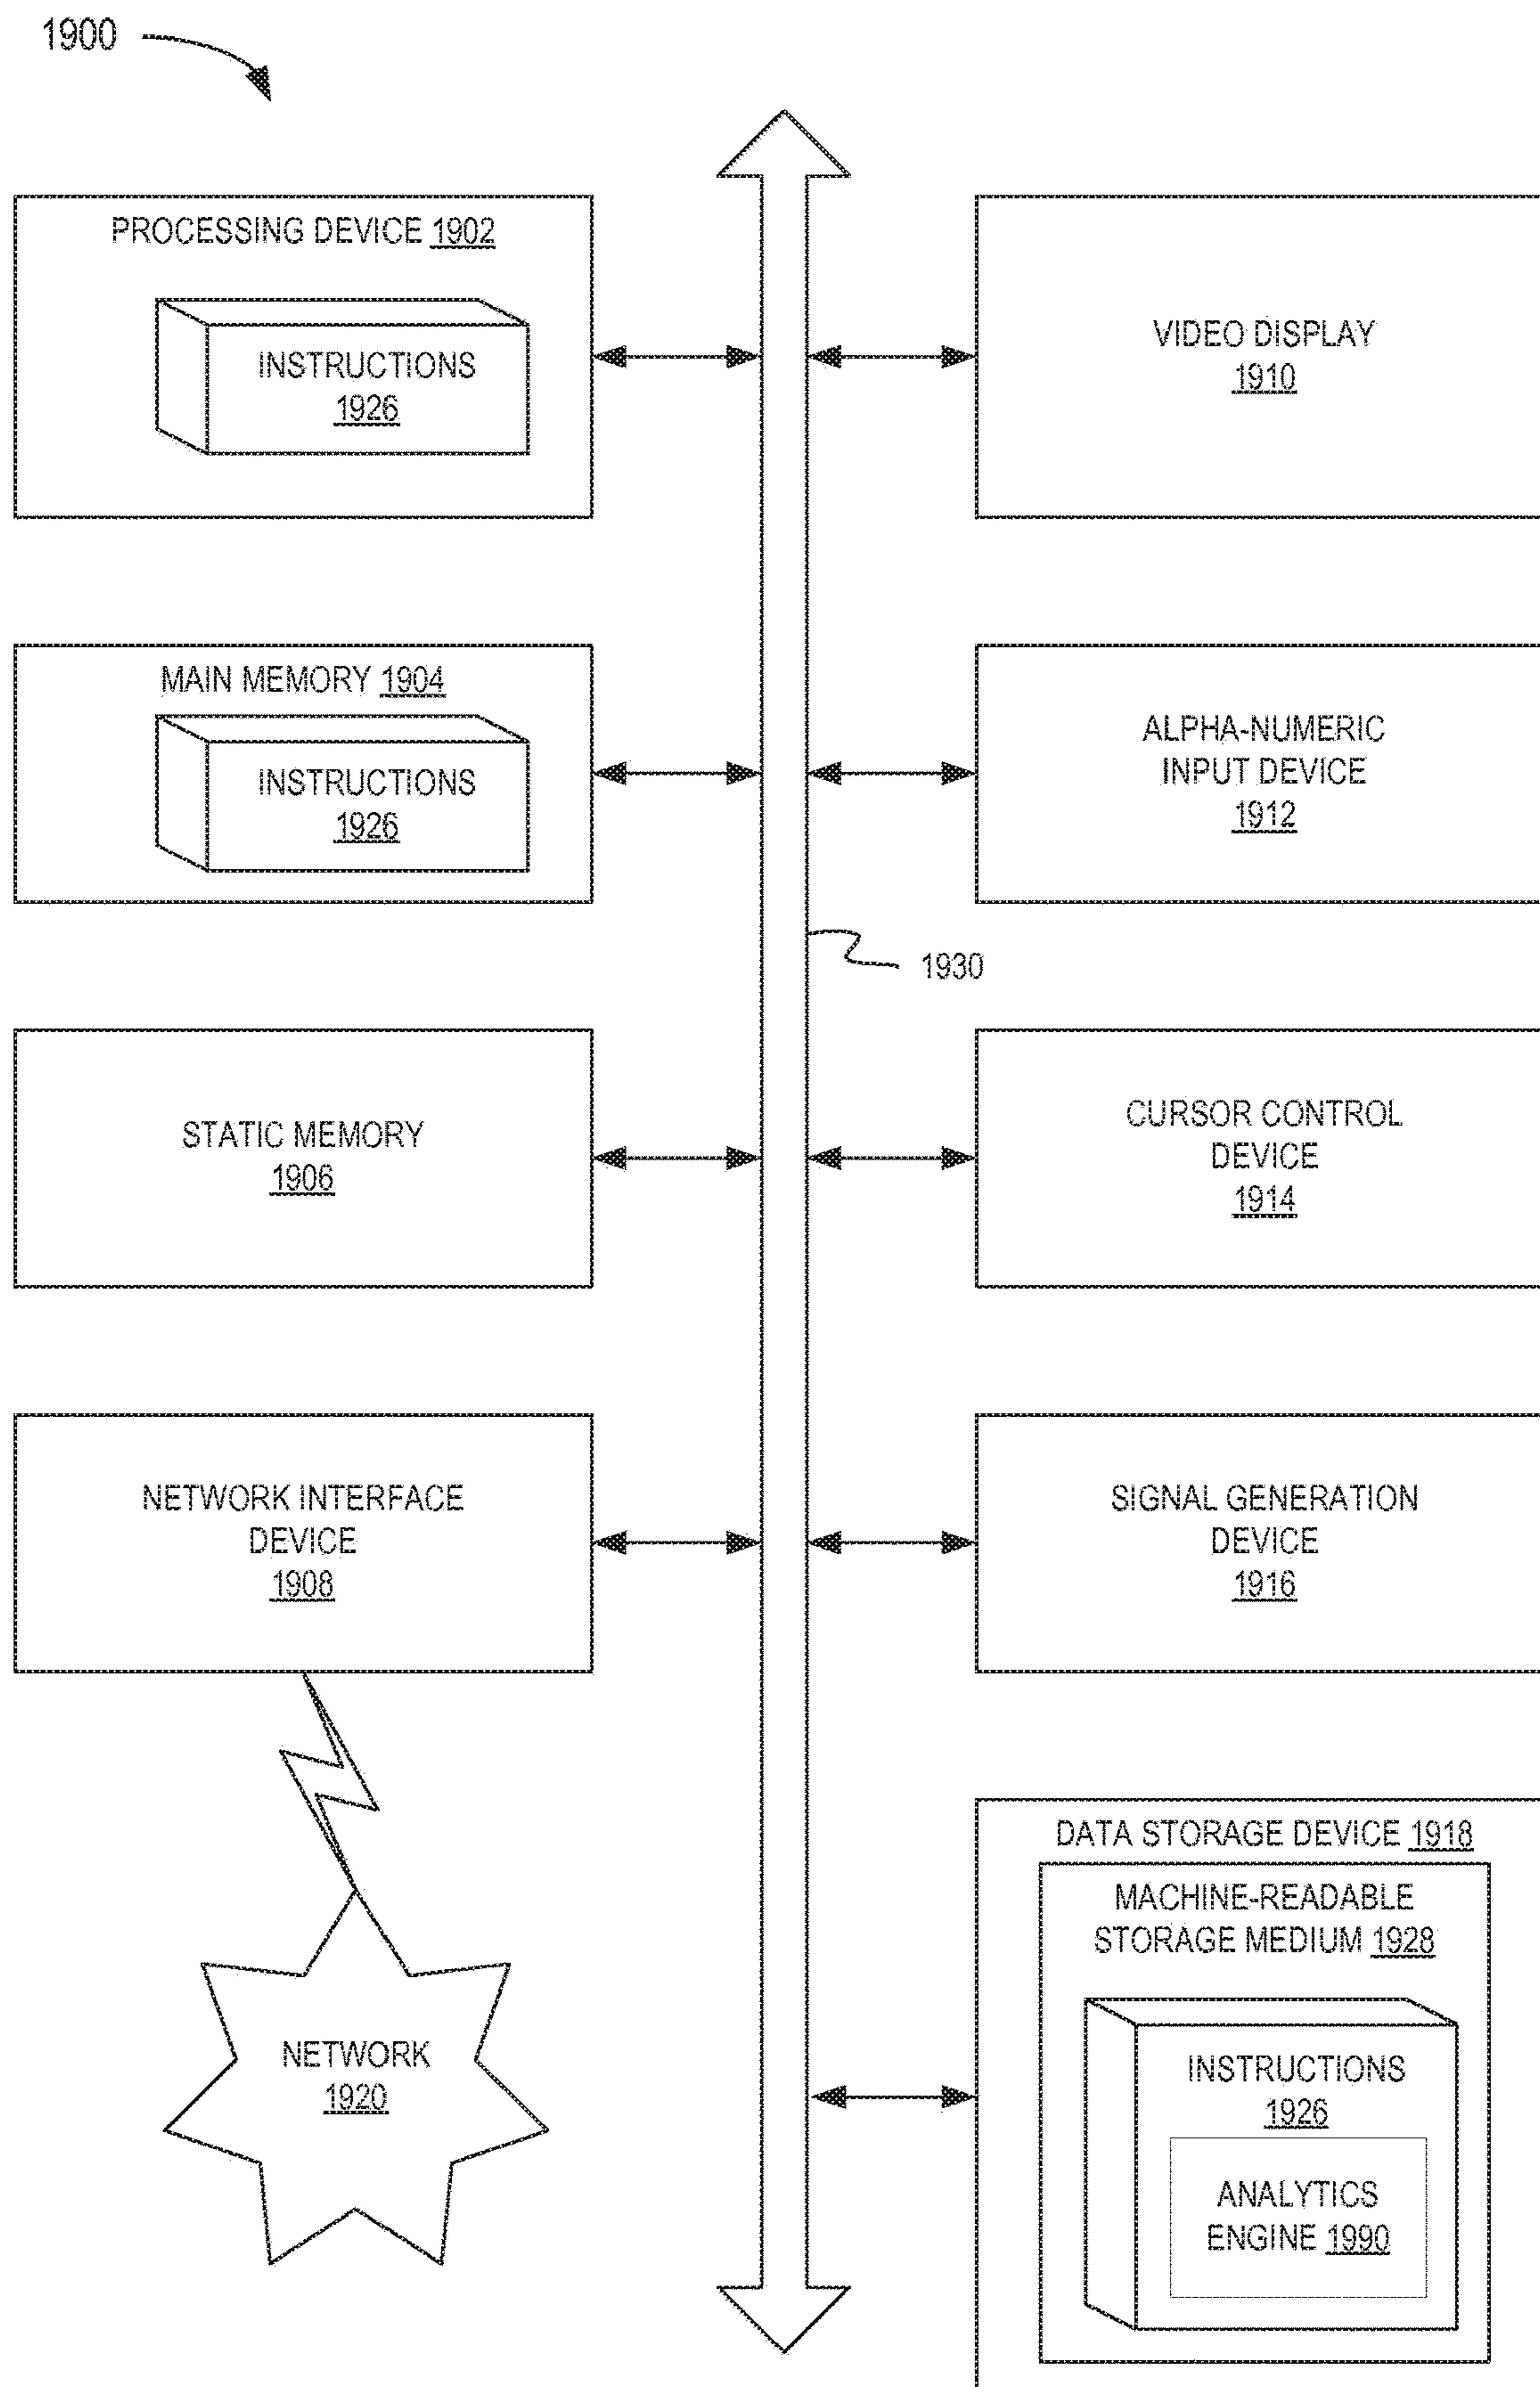 1900
PROCESSING DEVICE 1902
INSTRUCTIONS
1926
VIDEO DISPLAY
1910
MAIN MEMORY 1904
INSTRUCTIONS
1926
ALPHA-NUMERIC
INPUT DEVICE
1912
1930
STATIC MEMORY
1906
CURSOR CONTROL
DEVICE
1914
NETWORK INTERFACE
DEVICE
1908
SIGNAL GENERATION
DEVICE
1916
DATA STORAGE DEVICE 1918
MACHINE-READABLE
STORAGE MEDIUM 1928
INSTRUCTIONS
1926
ANALYTICS
ENGINE 1990
NETWORK
1920